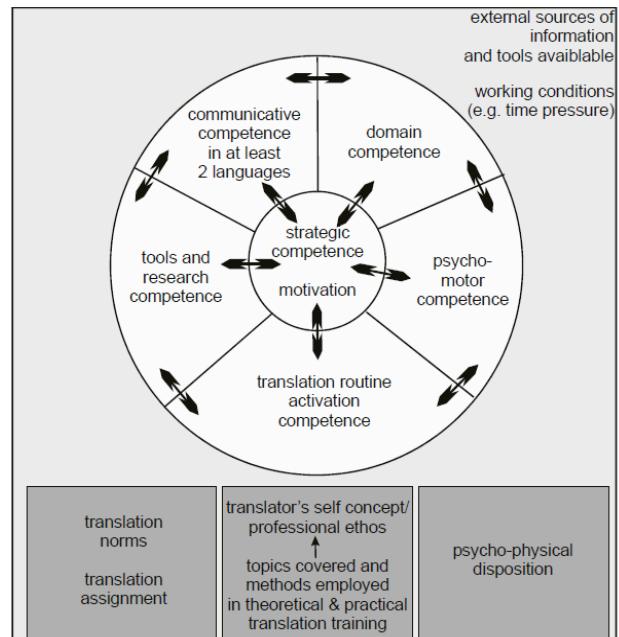 external sources of
information
and tools avaiblable
working conditions
(e.g. time pressure)
communicative
competence
in at least
2 languages
domain
competence
strategic
competence
motivation
tools and
research
competence
psycho-
motor
competence
translation routine
activation
competence
translation
norms
translation
assignment
translator's self concept/
professional ethos
topics covered and
methods employed
in theoretical & practical
translation training
psycho-physical
disposition